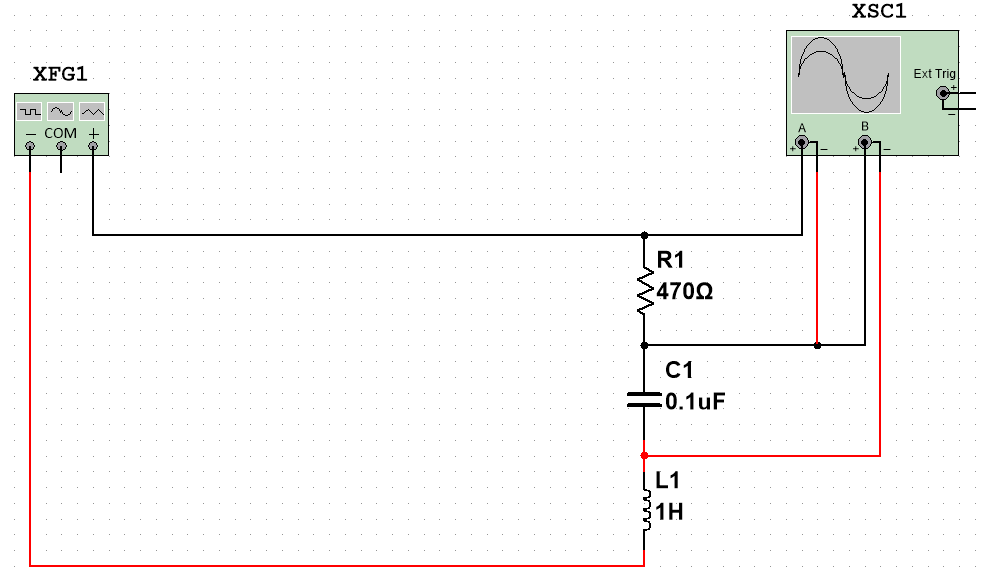 XSC1
XFG1
Ext Trig
+
−
− COM +
A B
+ − + −
R1
470Ω
C1
0.1uF
L1
1H